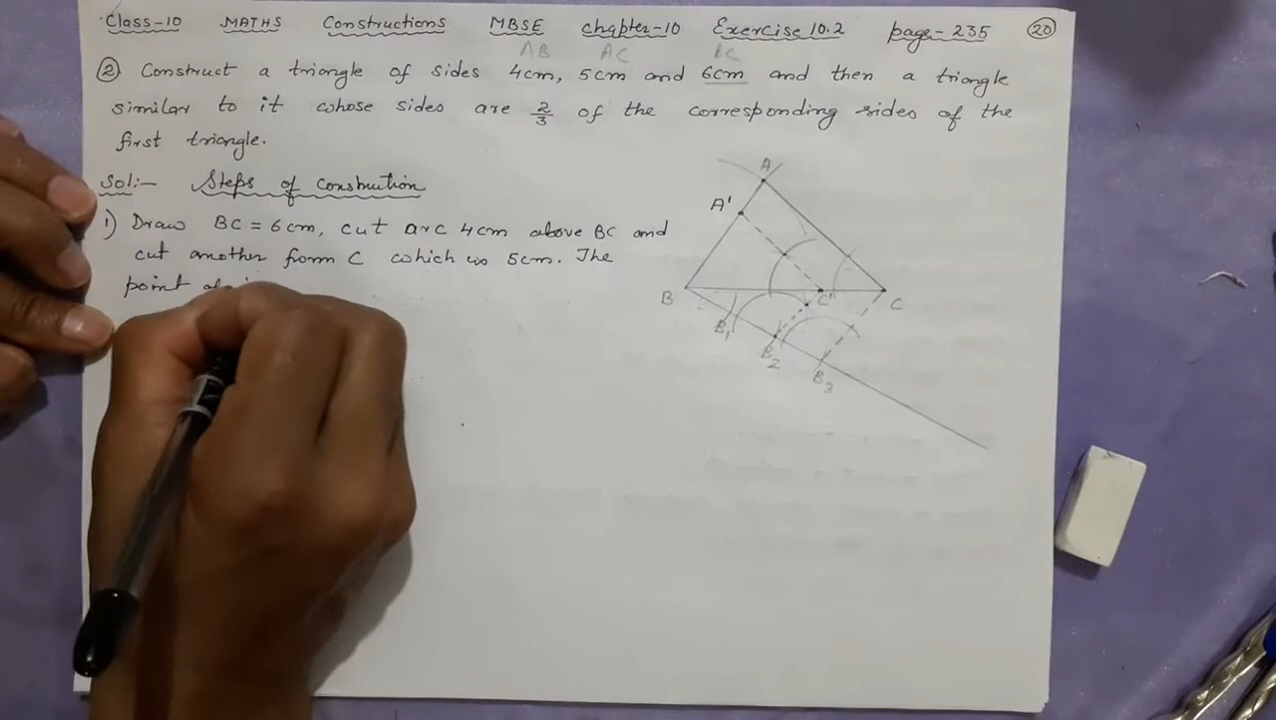 Class-10 MATHS Constructions MBSE chapter-10 Exercise 10.2 page-235 20
AB AC BC
② Construct a triangle of sides 4cm, 5cm and 6cm and then a triangle
similar to it whose sides are 2/3 of the corresponding sides of the
first triangle.
Sol:- Steps of construction
1) Draw BC = 6cm, cut arc 4cm above BC and
cut another from C which is 5cm. The
point
A
A'
B
C'
C
B1
B2
B3